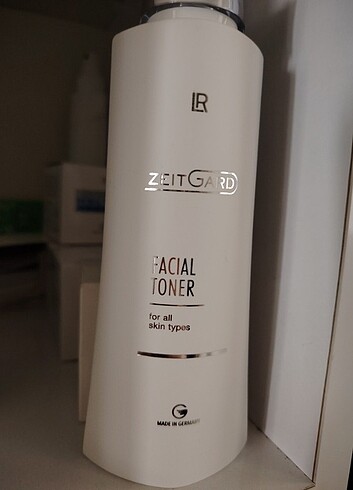 LR
ZEITGARD
FACIAL
TONER
for all
skin types
G
MADE IN GERMANY